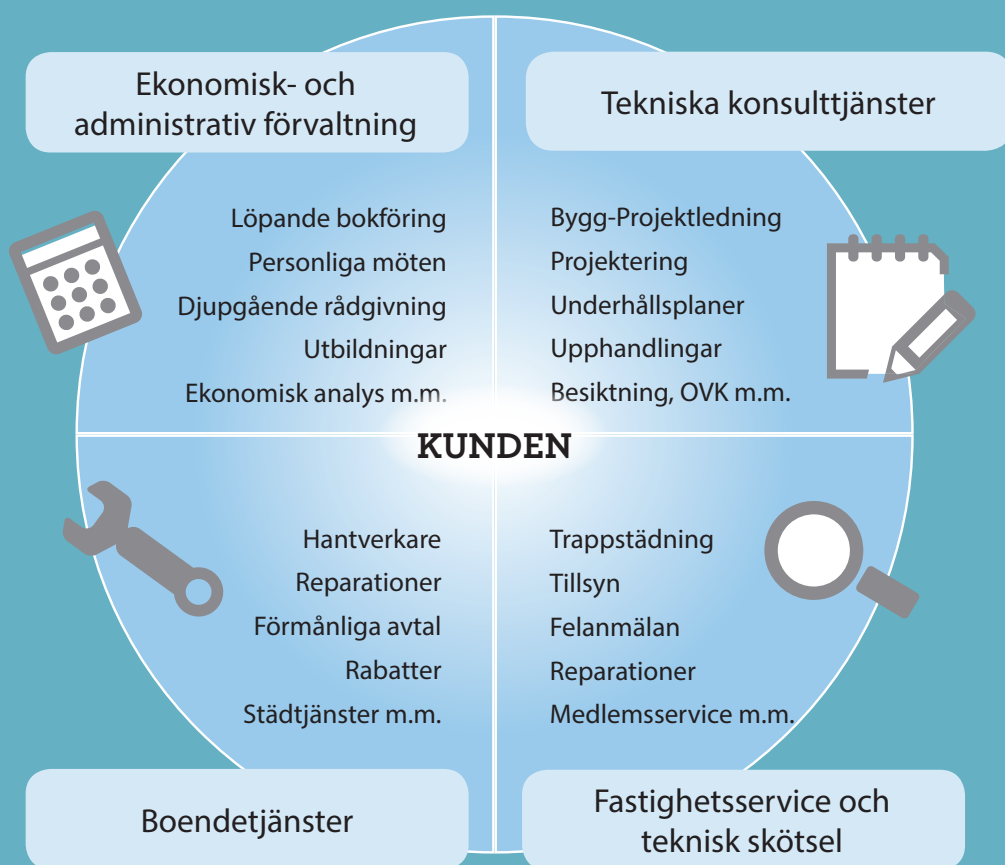 Ekonomisk- och
administrativ förvaltning
Löpande bokföring
Personliga möten
Djupgående rådgivning
Utbildningar
Ekonomisk analys m.m.
Tekniska konsulttjänster
Bygg-Projektledning
Projektering
Underhållsplaner
Upphandlingar
Besiktning, OVK m.m.
KUNDEN
Hantverkare
Reparationer
Förmånliga avtal
Rabatter
Städtjänster m.m.
Boendetjänster
Trappstädning
Tillsyn
Felanmälan
Reparationer
Medlemsservice m.m.
Fastighetsservice och
teknisk skötsel